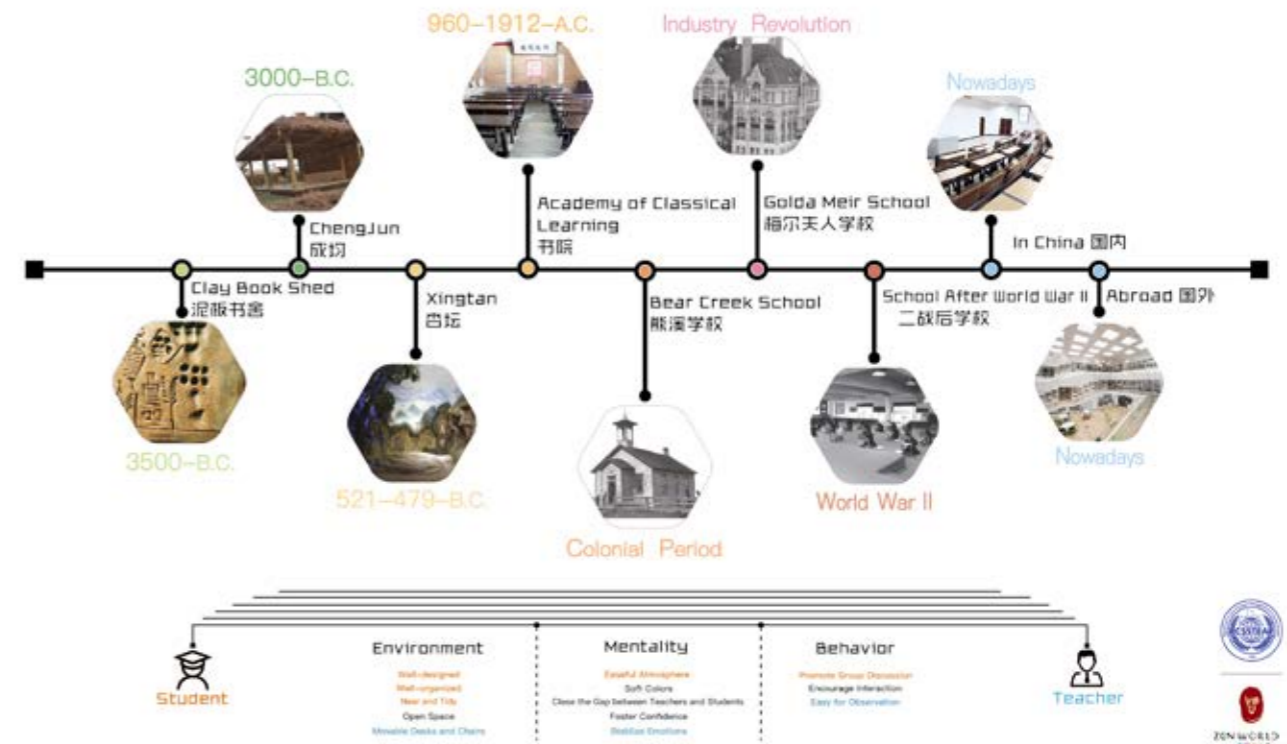 960-1912-A.C.
Industry Revolution
3000-B.C.
Nowadays
ChengJun
成均
Academy of Classical
Learning
书院
Golda Meir School
梅尔夫人学校
In China 国内
Clay Book Shed
泥板书舍
Xingtan
杏坛
Bear Creek School
熊溪学校
School After World War II
二战后学校
Abroad 国外
3500-B.C.
521-479-B.C.
Colonial Period
World War II
Nowadays
Student
Environment
Well-designed
Well-organized
Near and Tidy
Open Space
Movable Desks and Chairs
Mentality
Atmosphere
Soft Colors
Close the Gap between Teachers and Students
Foster Confidence
Stabilize Emotions
Behavior
Promote Group Discussion
Encourage Interaction
Easy for Observation
Teacher
ZEN WORLD